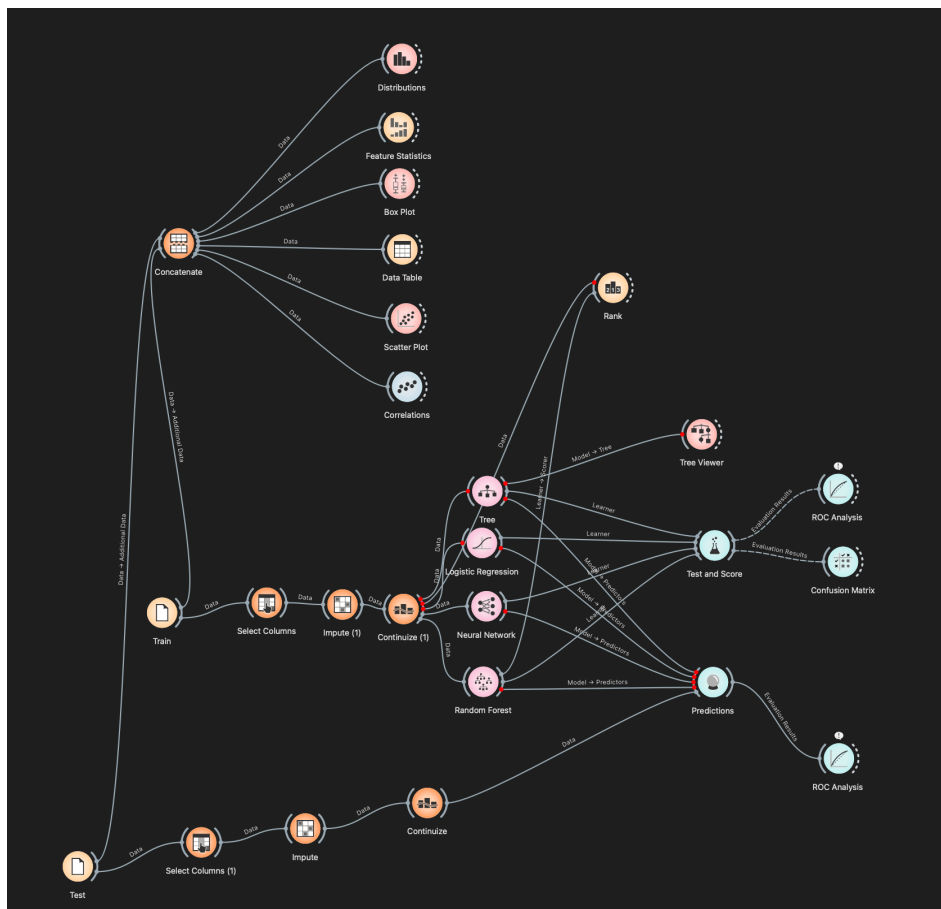 Distributions
Data
Feature Statistics
Data
Box Plot
Data
Data
Concatenate
Data Table
Data
Rank
Scatter Plot
Data
Correlations
Data → Additional Data
Data
Model → Tree
Tree Viewer
Learner → Scorer
Tree
Learner
Evaluation Results
ROC Analysis
Data → Additional Data
Data
Learner
Logistic Regression
Evaluation Results
Test and Score
Data
Model → Predictors
Confusion Matrix
Train
Data
Select Columns
Data
Impute (1)
Data
Continuize (1)
Data
Neural Network
Model → Predictors
Model → Predictors
Data
Random Forest
Model → Predictors
Predictions
Evaluation Results
Data
ROC Analysis
Continuize
Data
Impute
Data
Select Columns (1)
Data
Test